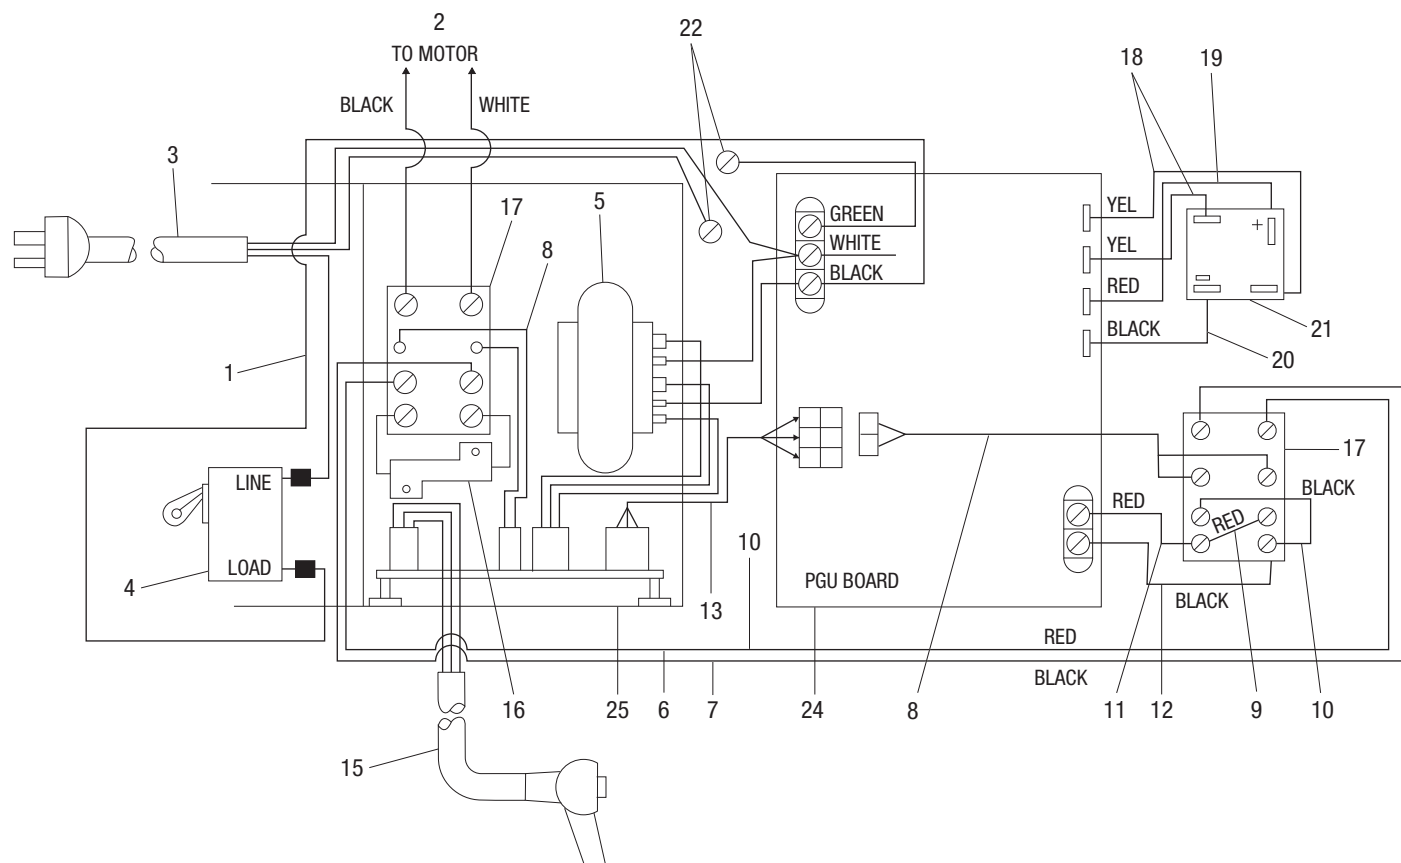 2
TO MOTOR
22
18
19
BLACK
WHITE
3
17
5
8
GREEN
WHITE
BLACK
YEL
YEL
RED
BLACK
+
21
20
1
17
LINE
LOAD
4
RED
BLACK
RED
10
13
PGU BOARD
BLACK
RED
BLACK
16
25
6
7
24
8
11
12
9
10
15